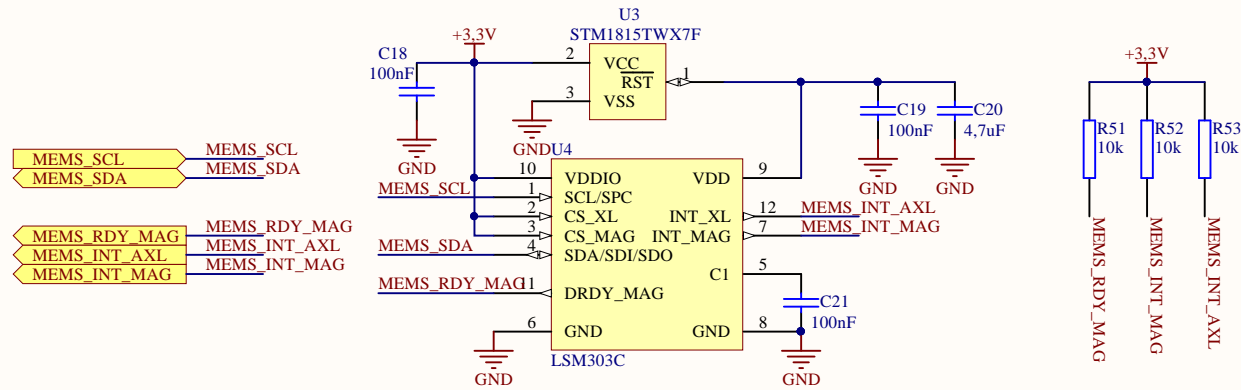 U3
STM1815TWX7F
+3,3V
C18
100nF
2
VCC
RST
1
3
VSS
GND
GND
C19
100nF
GND
C20
4,7uF
GND
+3,3V
R51
10k
R52
10k
R53
10k
MEMS_RDY_MAG
MEMS_INT_MAG
MEMS_INT_AXL
MEMS_SCL
MEMS_SCL
MEMS_SDA
MEMS_SDA
MEMS_RDY_MAG
MEMS_RDY_MAG
MEMS_INT_AXL
MEMS_INT_AXL
MEMS_INT_MAG
MEMS_INT_MAG
U4
10
VDDIO
VDD
9
MEMS_SCL
1
SCL/SPC
2
CS_XL
INT_XL
12
MEMS_INT_AXL
3
CS_MAG
INT_MAG
7
MEMS_INT_MAG
MEMS_SDA
4
SDA/SDI/SDO
C1
5
MEMS_RDY_MAG
11
DRDY_MAG
C21
100nF
6
GND
GND
8
GND
LSM303C
GND